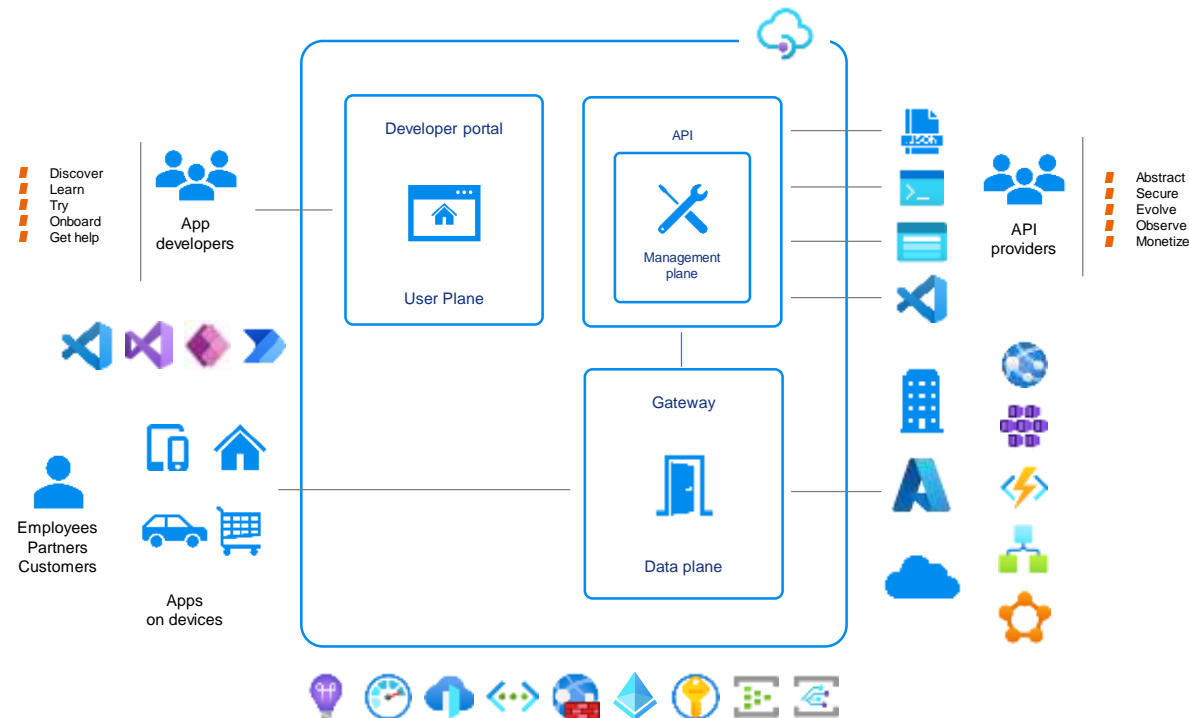 Developer portal
User Plane
API
Management
plane
Gateway
Data plane
Discover
Learn
Try
Onboard
Get help
App
developers
.JSON
API
providers
Abstract
Secure
Evolve
Observe
Monetize
Employees
Partners
Customers
Apps
on devices